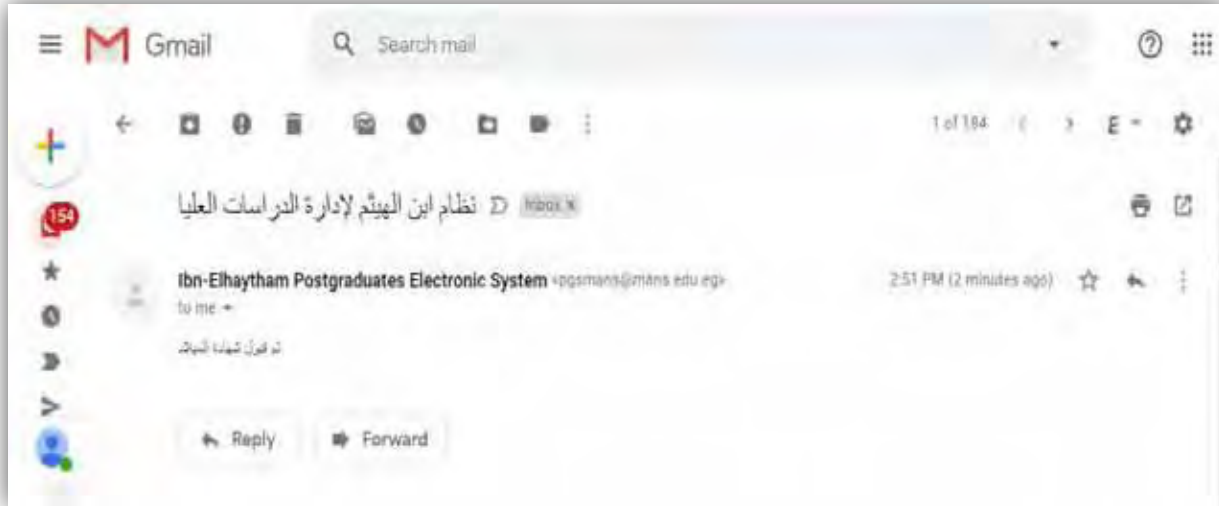 Gmail
Search mail
1 of 184
E
154
نظام ابن الهيثم لإدارة الدراسات العليا
Inbox x
Ibn-Elhaytham Postgraduates Electronic System <pgsmans@mans.edu.eg>
2:51 PM (2 minutes ago)
to me
تم قبول شهادة الميلاد
Reply
Forward